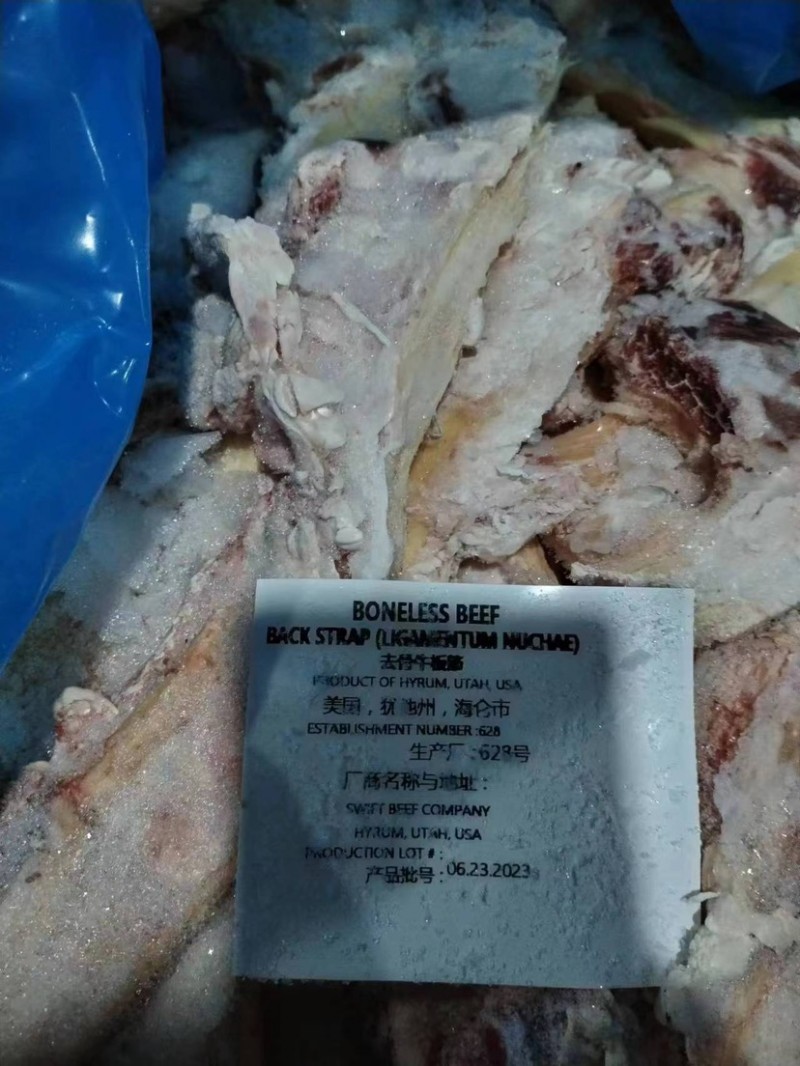 BONELESS BEEF
BACK STRAP (LIGAMENTUM NUCHAE)
去骨牛板筋
PRODUCT OF HYRUM, UTAH, USA
美国，犹他州，海仑市
ESTABLISHMENT NUMBER :628
生产厂 :628号
厂商名称与地址 :
SWIFT BEEF COMPANY
HYRUM, UTAH, USA
PRODUCTION LOT # :
产品批号 : 06.23.2023